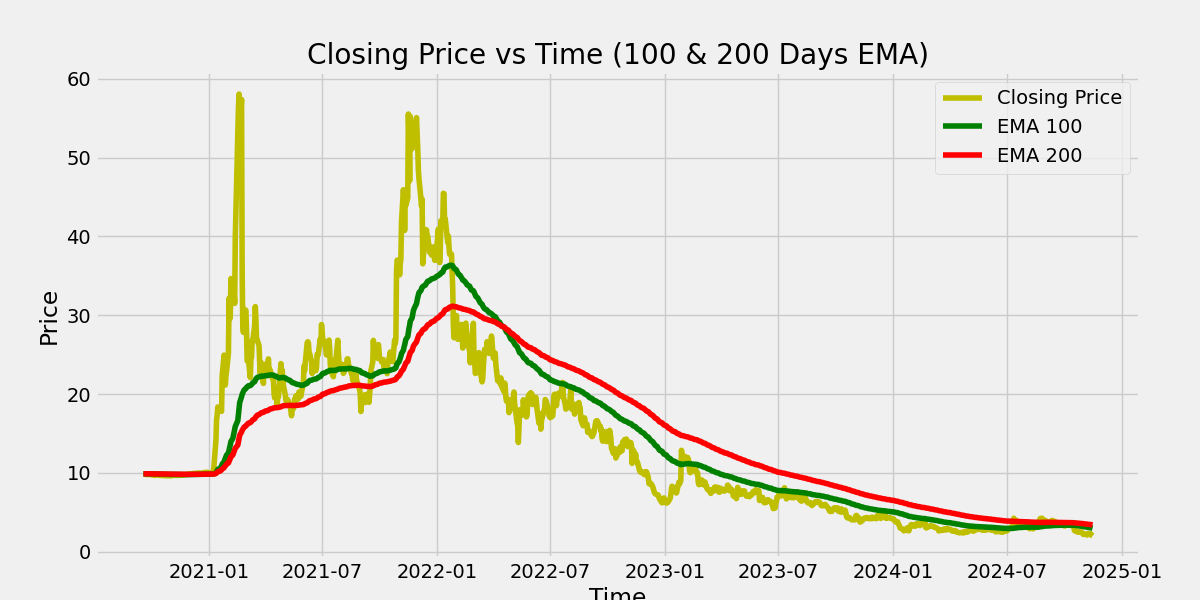 Closing Price vs Time (100 & 200 Days EMA)
60
50
40
30
20
10
0
Price
Closing Price
EMA 100
EMA 200
2021-01 2021-07 2022-01 2022-07 2023-01 2023-07 2024-01 2024-07 2025-01
Time